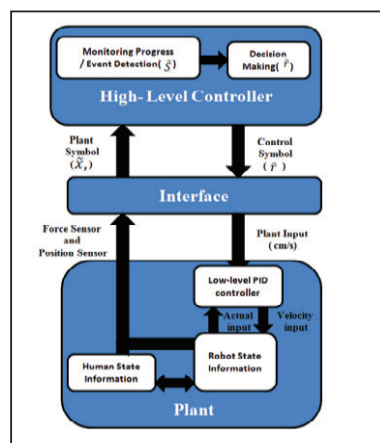 Monitoring Progress
/ Event Detection( S̃ )
Decision
Making( r̃ )
High- Level Controller
Plant
Symbol
(x̃ₛ)
Control
Symbol
( r̃ )
Interface
Force Sensor
and
Position Sensor
Plant Input
(cm/s)
Low-level PID
controller
Actual
input
Velocity
input
Human State
Information
Robot State
Information
Plant